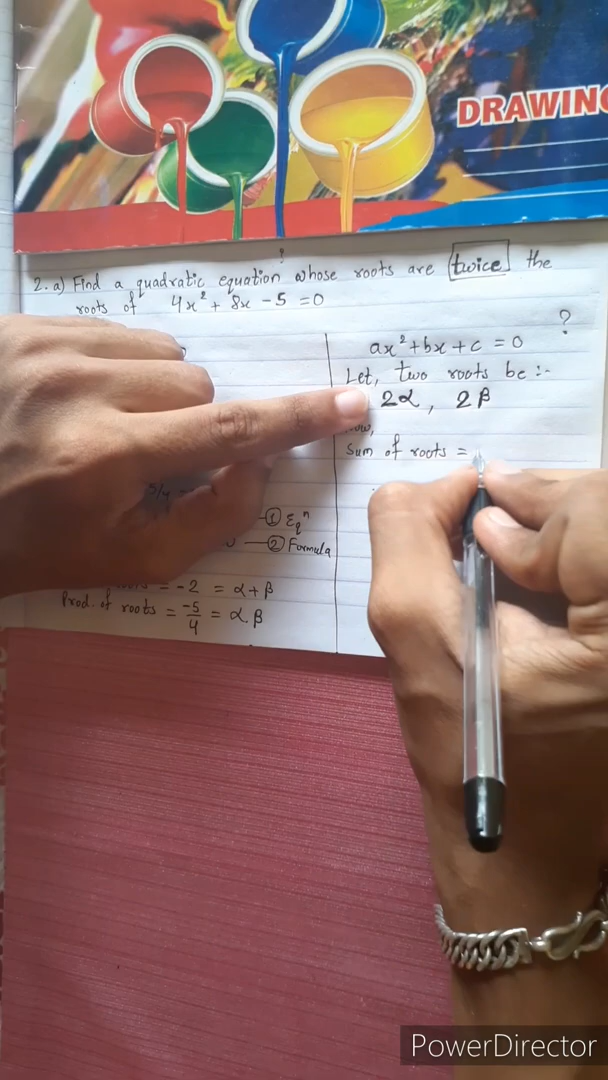 DRAWING
?
2. a) Find a quadratic equation whose roots are twice the
roots of 4x² + 8x - 5 = 0
?
ax² + bx + c = 0
Let, two roots be :-
2α, 2β
Sum of roots =
5/4
① Eqⁿ
② Formula
= -2 = α + β
Prod. of roots = -5/4 = α.β
PowerDirector